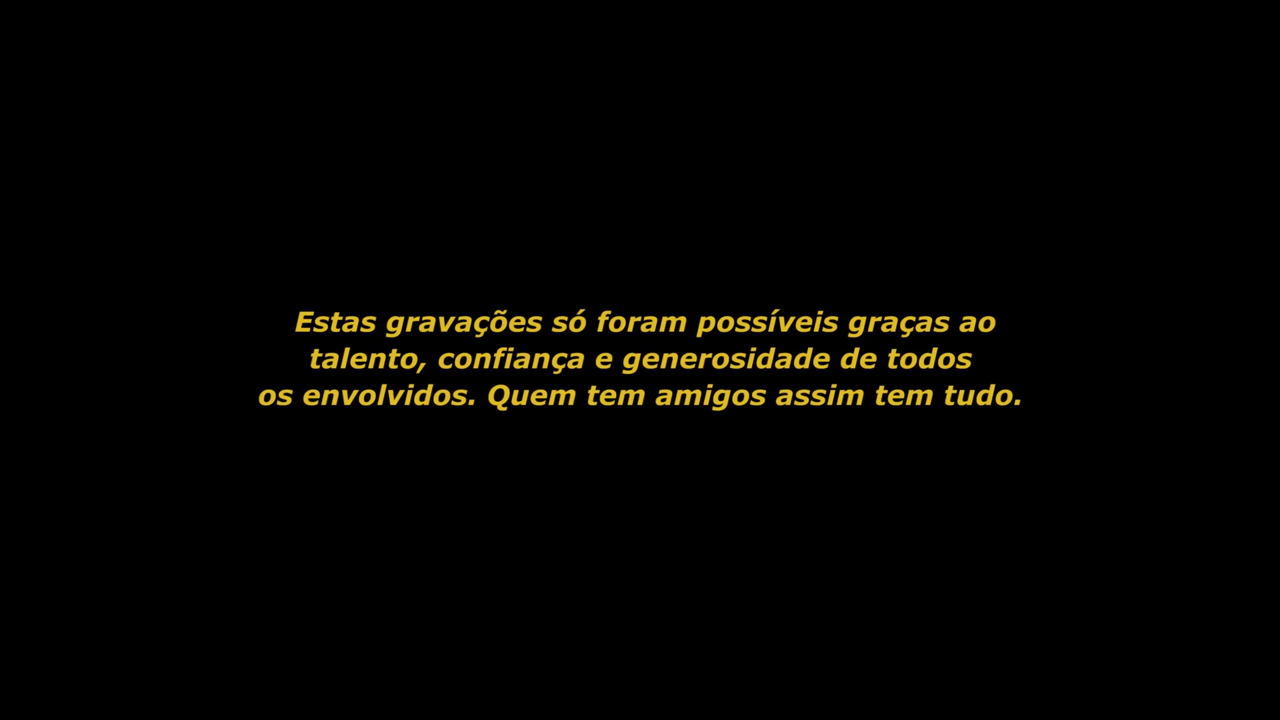 Estas gravações só foram possíveis graças ao
talento, confiança e generosidade de todos
os envolvidos. Quem tem amigos assim tem tudo.